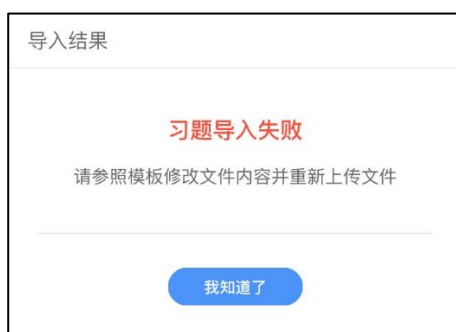 导入结果
习题导入失败
请参照模板修改文件内容并重新上传文件
我知道了